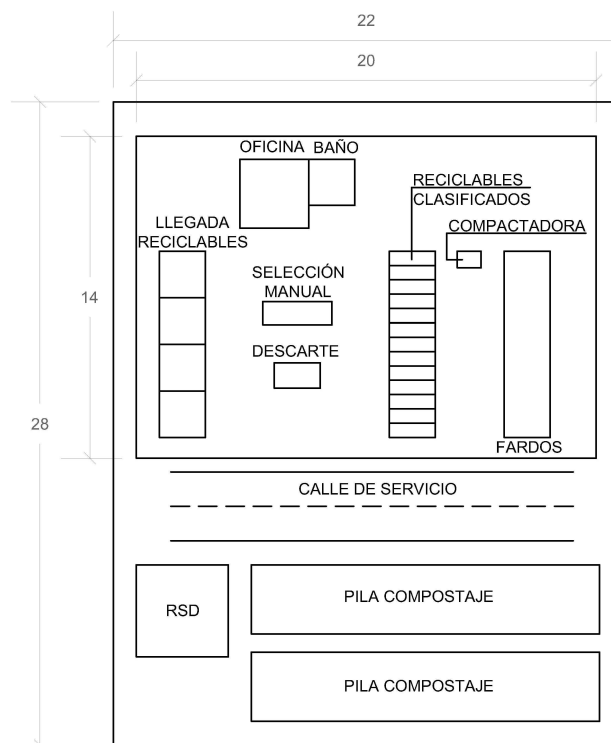 22
20
OFICINA BAÑO
RECICLABLES
CLASIFICADOS
LLEGADA
RECICLABLES
COMPACTADORA
SELECCIÓN
MANUAL
14
DESCARTE
28
FARDOS
CALLE DE SERVICIO
RSD
PILA COMPOSTAJE
PILA COMPOSTAJE